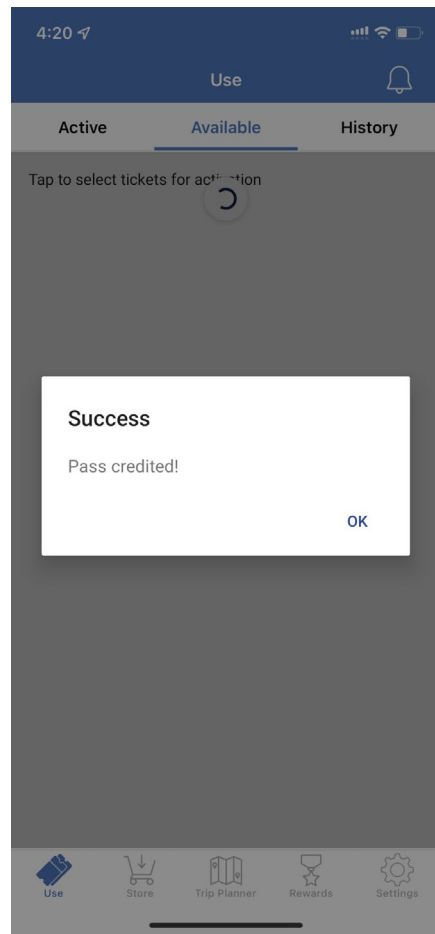 4:20
Use
Active Available History
Tap to select tickets for activation
Success
Pass credited!
OK
Use Store Trip Planner Rewards Settings